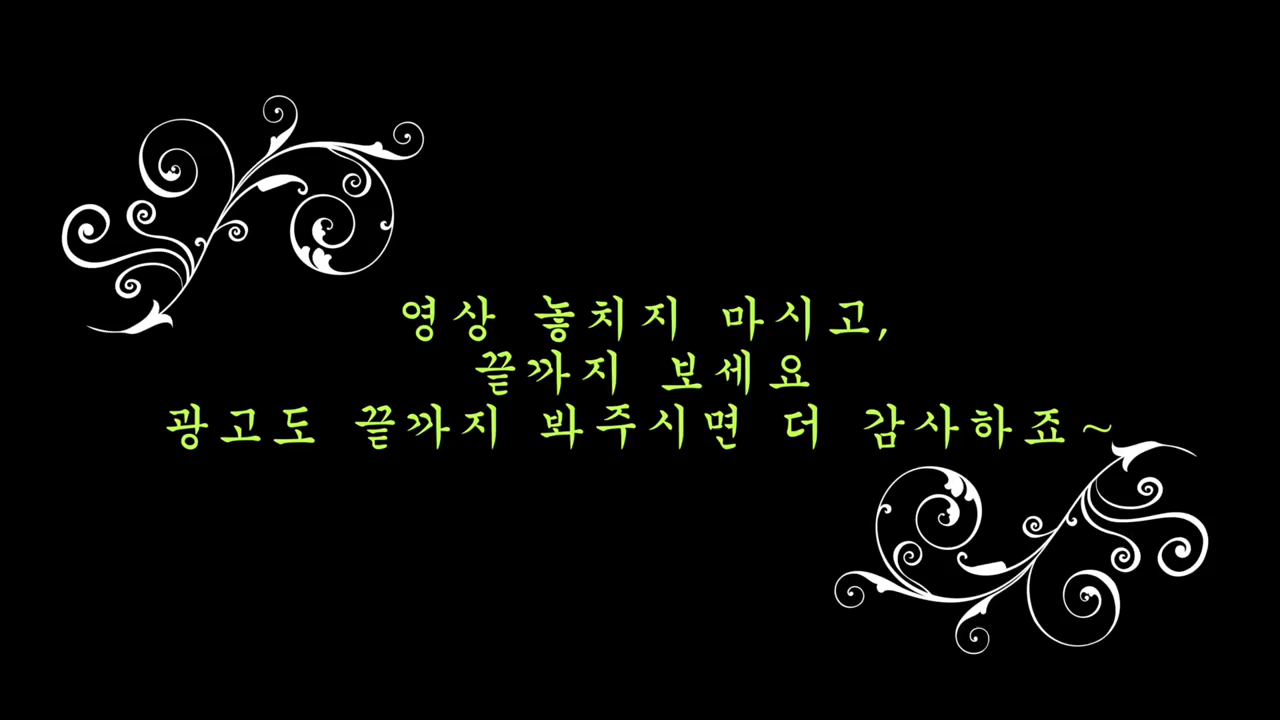 영상 놓치지 마시고,
끝까지 보세요
광고도 끝까지 봐주시면 더 감사하죠~